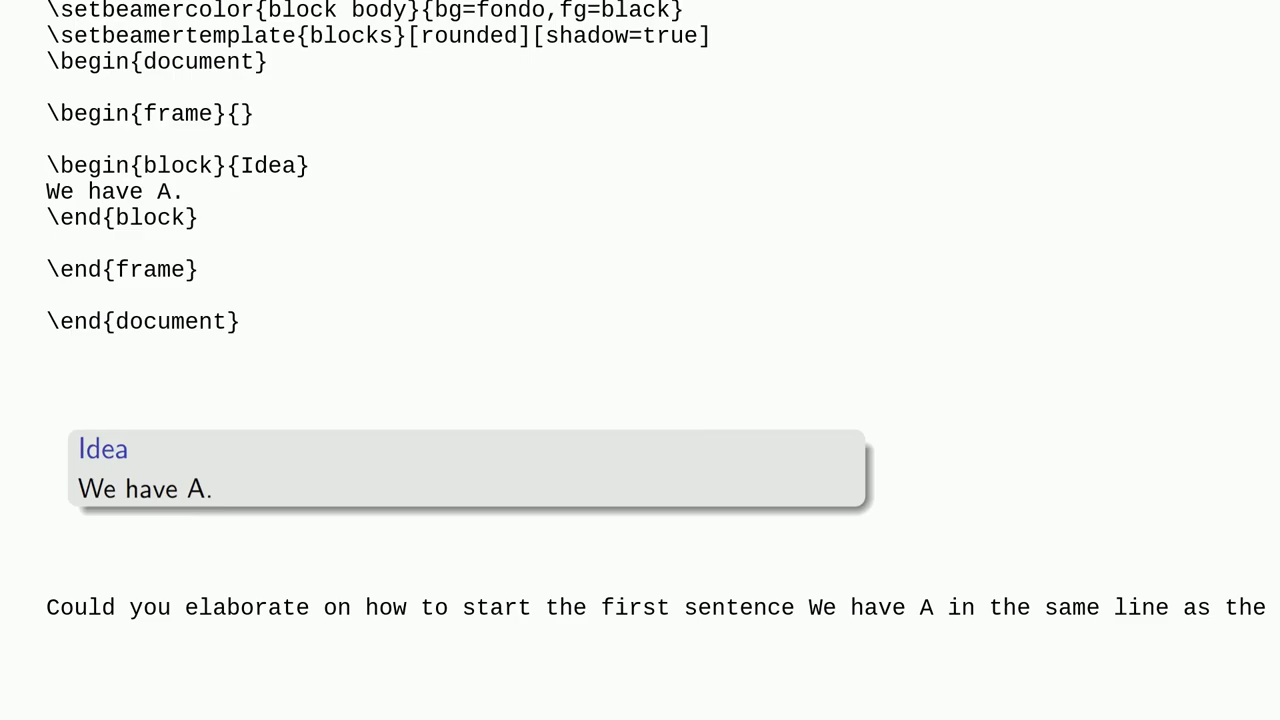 \setbeamercolor{block body}{bg=fondo,fg=black}
\setbeamertemplate{blocks}[rounded][shadow=true]
\begin{document}
\begin{frame}{}
\begin{block}{Idea}
We have A.
\end{block}
\end{frame}
\end{document}
Idea
We have A.
Could you elaborate on how to start the first sentence We have A in the same line as the